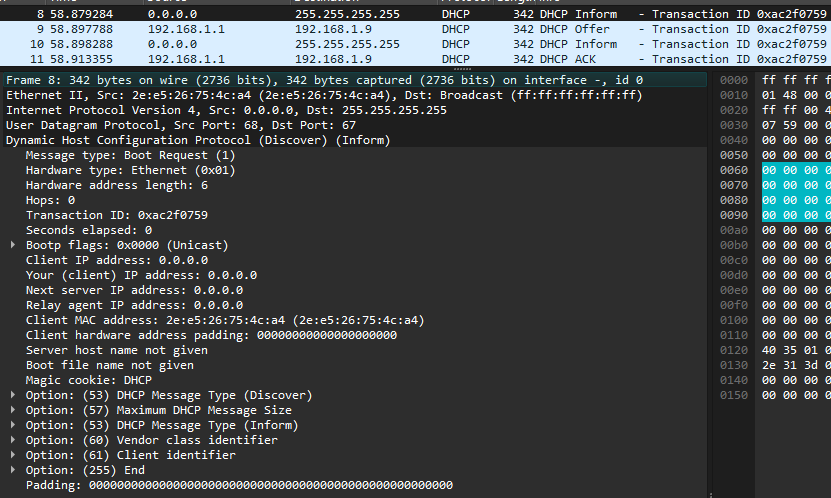 8 58.879284 0.0.0.0 255.255.255.255 DHCP 342 DHCP Inform - Transaction ID 0xac2f0759
9 58.897788 192.168.1.1 192.168.1.9 DHCP 342 DHCP Offer - Transaction ID 0xac2f0759
10 58.898288 0.0.0.0 255.255.255.255 DHCP 342 DHCP Inform - Transaction ID 0xac2f0759
11 58.913355 192.168.1.1 192.168.1.9 DHCP 342 DHCP ACK - Transaction ID 0xac2f0759
Frame 8: 342 bytes on wire (2736 bits), 342 bytes captured (2736 bits) on interface -, id 0
Ethernet II, Src: 2e:e5:26:75:4c:a4 (2e:e5:26:75:4c:a4), Dst: Broadcast (ff:ff:ff:ff:ff:ff)
Internet Protocol Version 4, Src: 0.0.0.0, Dst: 255.255.255.255
User Datagram Protocol, Src Port: 68, Dst Port: 67
Dynamic Host Configuration Protocol (Discover) (Inform)
Message type: Boot Request (1)
Hardware type: Ethernet (0x01)
Hardware address length: 6
Hops: 0
Transaction ID: 0xac2f0759
Seconds elapsed: 0
Bootp flags: 0x0000 (Unicast)
Client IP address: 0.0.0.0
Your (client) IP address: 0.0.0.0
Next server IP address: 0.0.0.0
Relay agent IP address: 0.0.0.0
Client MAC address: 2e:e5:26:75:4c:a4 (2e:e5:26:75:4c:a4)
Client hardware address padding: 00000000000000000000
Server host name not given
Boot file name not given
Magic cookie: DHCP
Option: (53) DHCP Message Type (Discover)
Option: (57) Maximum DHCP Message Size
Option: (53) DHCP Message Type (Inform)
Option: (60) Vendor class identifier
Option: (61) Client identifier
Option: (255) End
Padding: 0000000000000000000000000000000000000000000000000000
0000 ff ff ff f
0010 01 48 00 0
0020 ff ff 00 4
0030 07 59 00 0
0040 00 00 00 0
0050 00 00 00 0
0060 00 00 00 0
0070 00 00 00 0
0080 00 00 00 0
0090 00 00 00 0
00a0 00 00 00 0
00b0 00 00 00 0
00c0 00 00 00 0
00d0 00 00 00 0
00e0 00 00 00 0
00f0 00 00 00 0
0100 00 00 00 0
0110 00 00 00 0
0120 40 35 01 0
0130 2e 31 3d 0
0140 00 00 00 0
0150 00 00 00 0